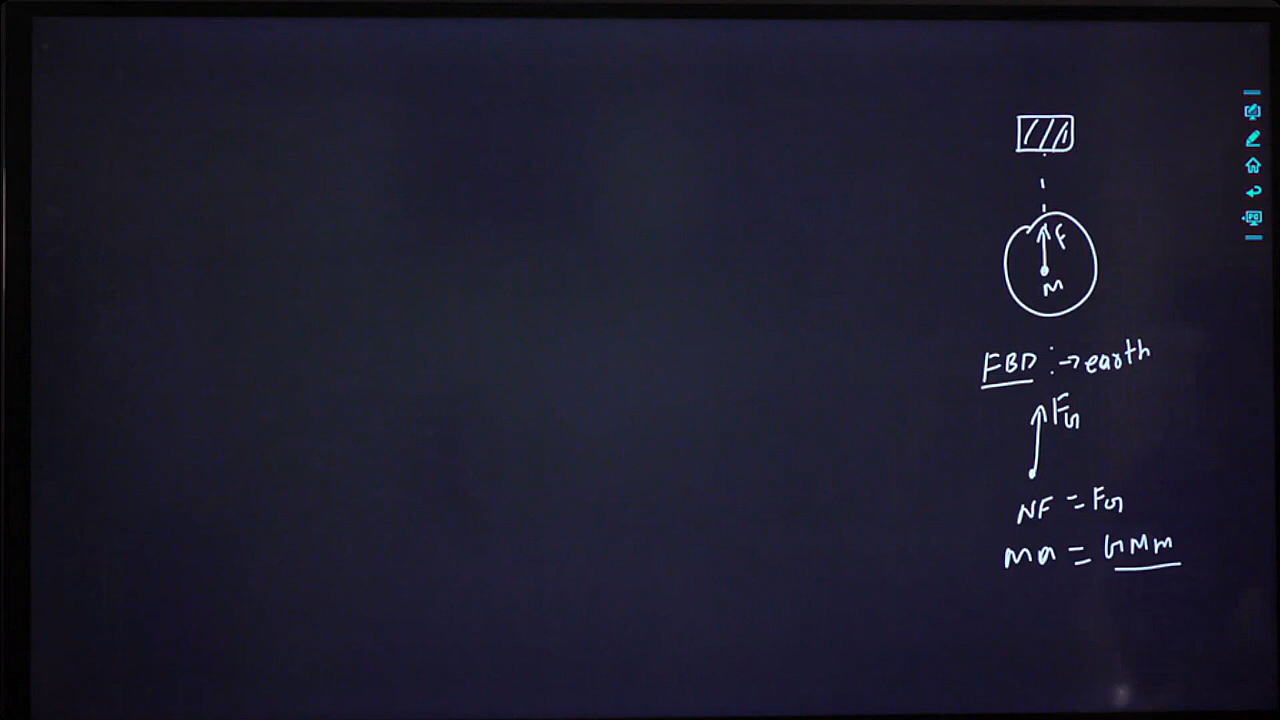 F
M
FBD :→ earth
FG
NF = FG
Ma = GMm